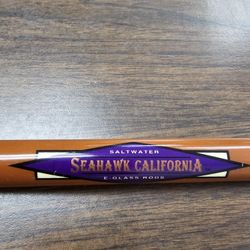 SALTWATER
SEAHAWK CALIFORNIA
E-GLASS RODS